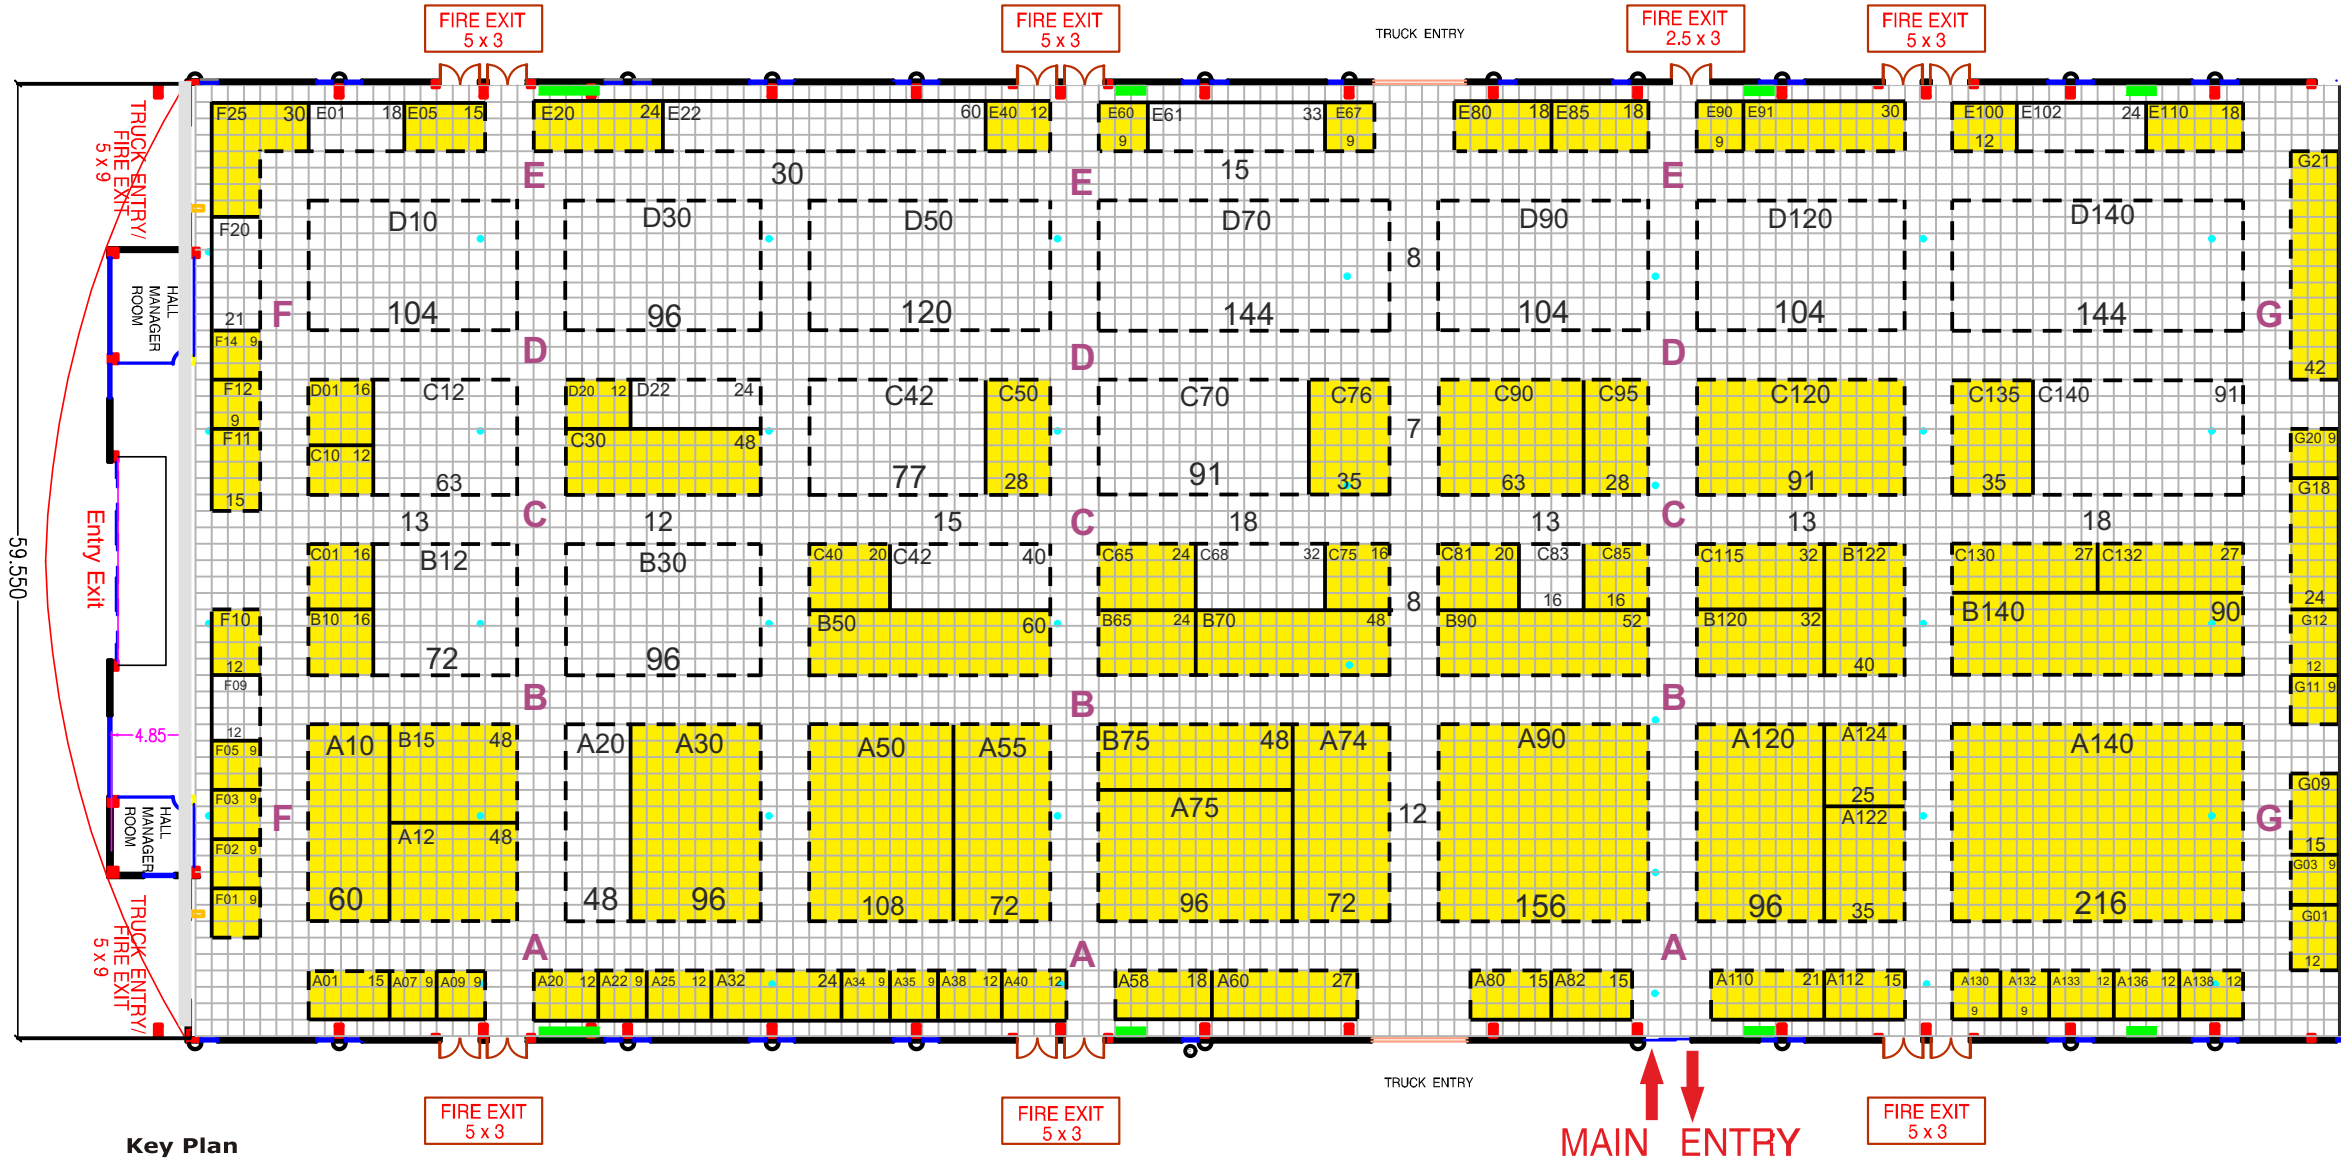 FIRE EXIT
5 x 3
FIRE EXIT
5 x 3
TRUCK ENTRY
FIRE EXIT
2.5 x 3
FIRE EXIT
5 x 3
TRUCK ENTRY/
FIRE EXIT
5 x 9
F25 30 E01 18 E05 15 E20 24 E22 60 E40 12 E60 9 E61 33 E67 9 E80 18 E85 18 E90 9 E91 30 E100 12 E102 24 E110 18
G21
42
E 30 E 15 E
F20
21
D10 D30 D50 D70 D90 D120 D140
8
104 96 120 144 104 104 144
HALL
MANAGER
ROOM
F G
F14 9
D D D
F12
9
D01 16 C12 D20 12 D22 24 C42 C50 C70 C76 C90 C95 C120 C135 C140 91
F11
15
C10 12 C30 48 7
G20 9
63 77 28 91 35 63 28 91 35
G18
24
Entry Exit
59.550
13 C 12 15 C 18 13 C 13 18
C01 16 B12 B30 C40 20 C42 40 C65 24 C68 32 C75 16 C81 20 C83 16 C85 16 C115 32 B122 40 C130 27 C132 27
8
F10
12
B10 16 B50 60 B65 24 B70 48 B90 52 B120 32 B140 90
G12
12
72 96
F09
12
G11 9
B B B
4.85
F05 9
A10 B15 48 A20 A30 A50 A55 B75 48 A74 A90 A120 A124 25 A140
G09
15
F03 9
HALL
MANAGER
ROOM
F A75 12 A122 G
F02 9
A12 48
G03 9
F01 9
60 48 96 108 72 96 72 156 96 35 216
G01
12
TRUCK ENTRY/
FIRE EXIT
5 x 9
A A A
A01 15 A07 9 A09 9 A20 12 A22 9 A25 12 A32 24 A34 9 A35 9 A38 12 A40 12 A58 18 A60 27 A80 15 A82 15 A110 21 A112 15 A130 9 A132 9 A133 12 A136 12 A138 12
TRUCK ENTRY
FIRE EXIT
5 x 3
FIRE EXIT
5 x 3
FIRE EXIT
5 x 3
MAIN ENTRY
Key Plan